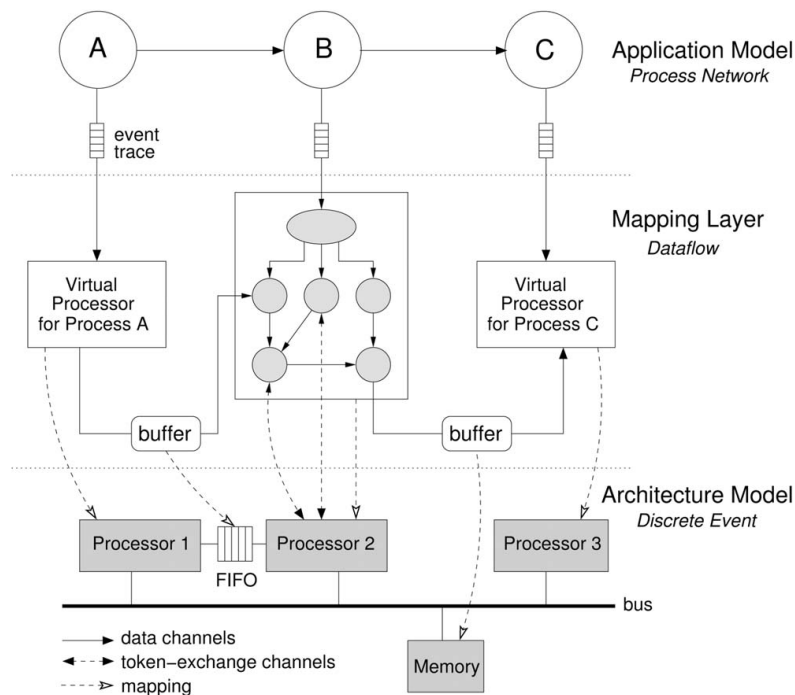 A
B
C
Application Model
Process Network
event
trace
Mapping Layer
Dataflow
Virtual
Processor
for Process A
Virtual
Processor
for Process C
buffer
buffer
Architecture Model
Discrete Event
Processor 1
FIFO
Processor 2
Processor 3
bus
data channels
token−exchange channels
mapping
Memory